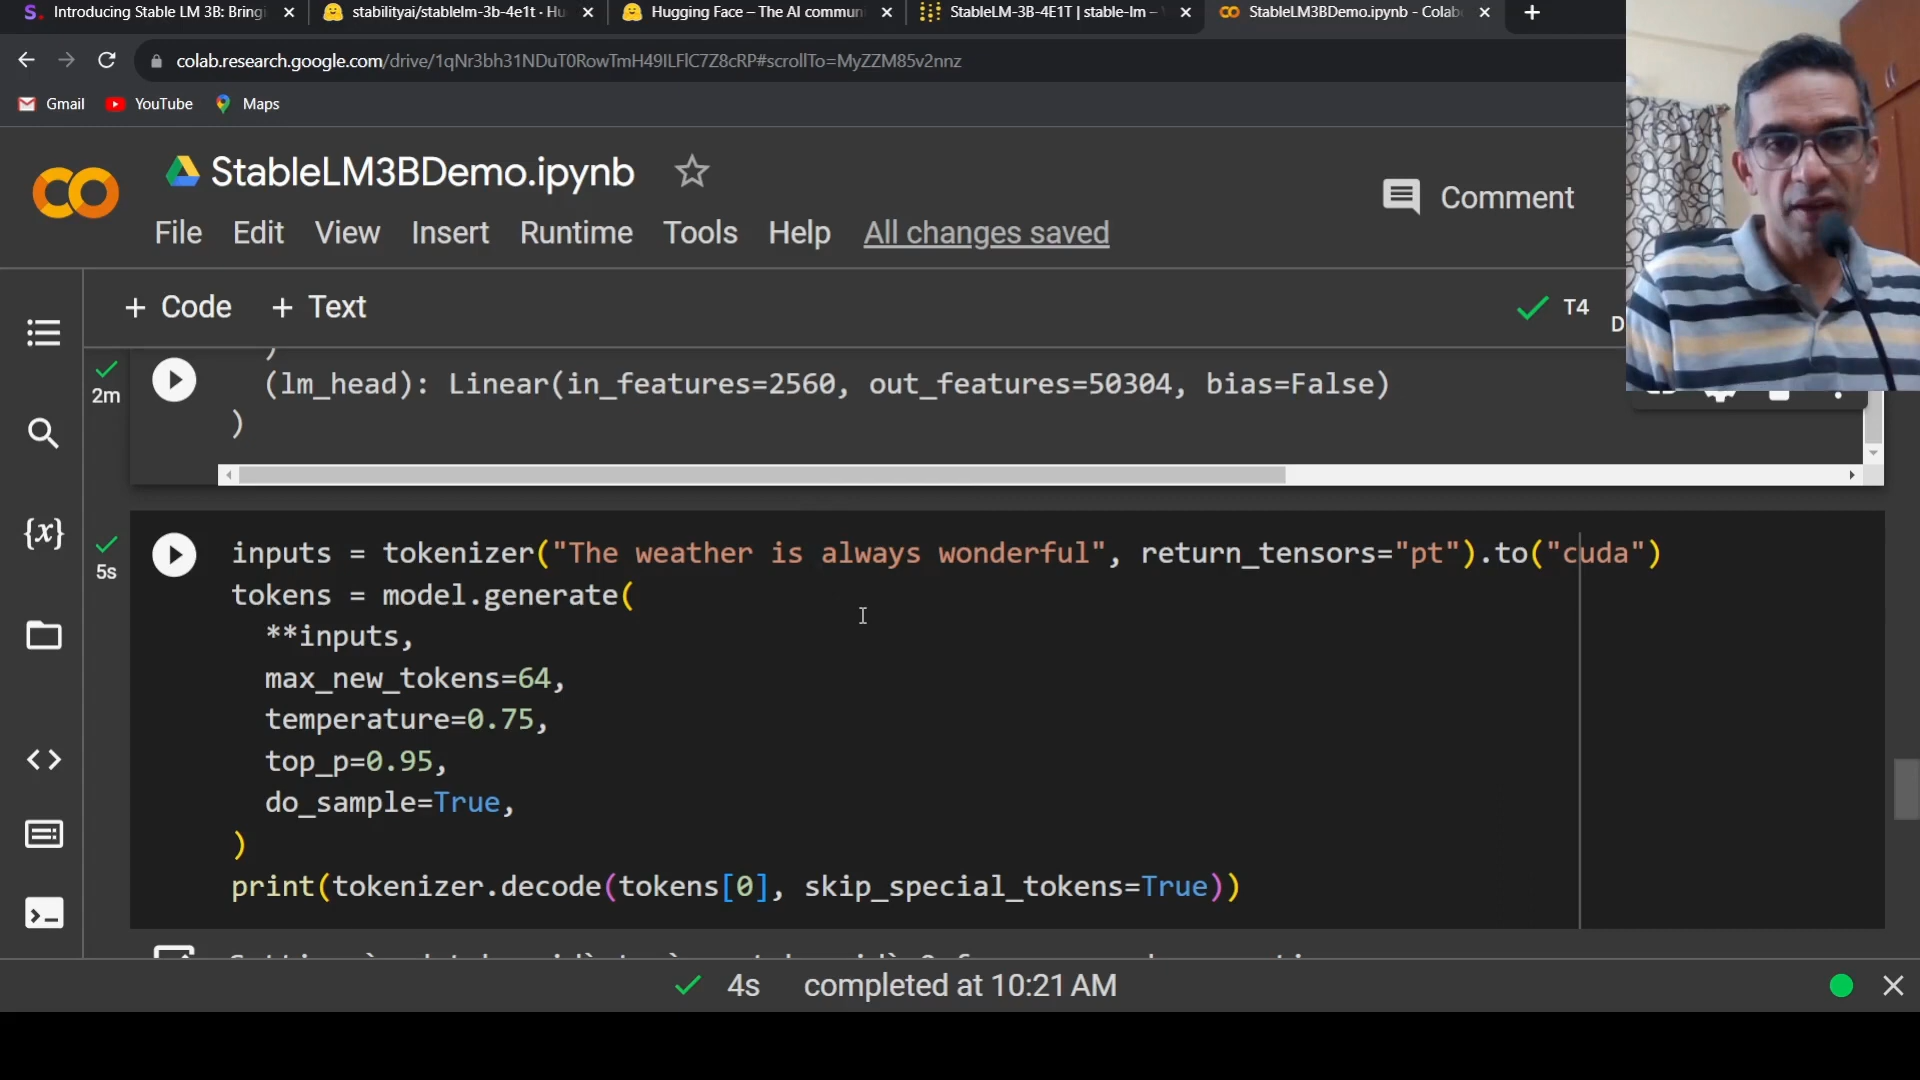 Introducing Stable LM 3B: Bringi
stabilityai/stablelm-3b-4e1t · Hu
Hugging Face – The AI commun
StableLM-3B-4E1T | stable-lm –
StableLM3BDemo.ipynb - Colab
colab.research.google.com/drive/1qNr3bh31NDuT0RowTmH49ILFlC7Z8cRP#scrollTo=MyZZM85v2nnz
Gmail
YouTube
Maps
StableLM3BDemo.ipynb
Comment
File Edit View Insert Runtime Tools Help All changes saved
+ Code + Text
T4
D
)
2m
(lm_head): Linear(in_features=2560, out_features=50304, bias=False)
)
{x}
5s
inputs = tokenizer("The weather is always wonderful", return_tensors="pt").to("cuda")
tokens = model.generate(
**inputs,
max_new_tokens=64,
temperature=0.75,
top_p=0.95,
do_sample=True,
)
print(tokenizer.decode(tokens[0], skip_special_tokens=True))
4s completed at 10:21 AM